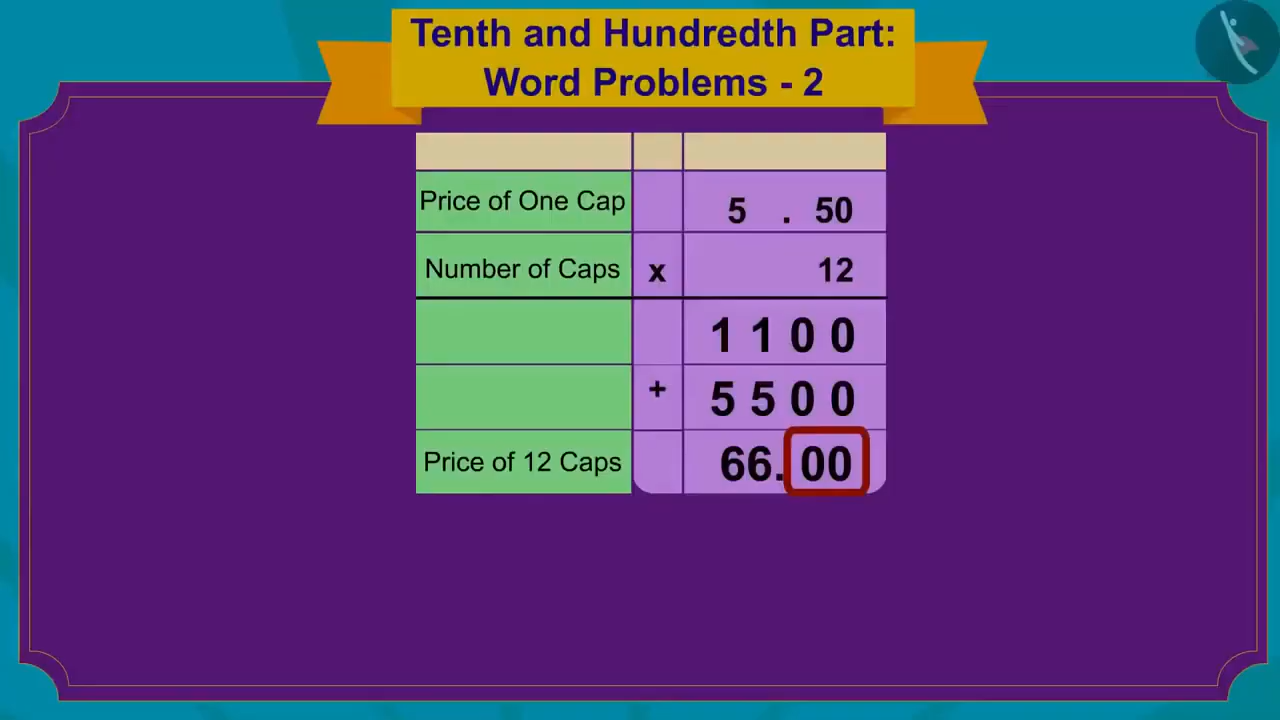 Tenth and Hundredth Part:
Word Problems - 2
Price of One Cap 5 . 50
Number of Caps x 12
1 1 0 0
+ 5 5 0 0
Price of 12 Caps 66.00